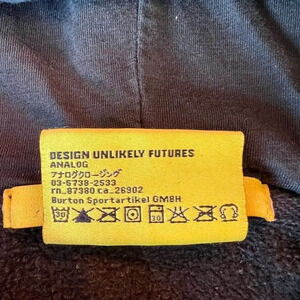 DESIGN UNLIKELY FUTURES
ANALOG
アナログクロージング
03-5738-2533
rn_87380 ca_26902
Burton Sportartikel GMBH
30